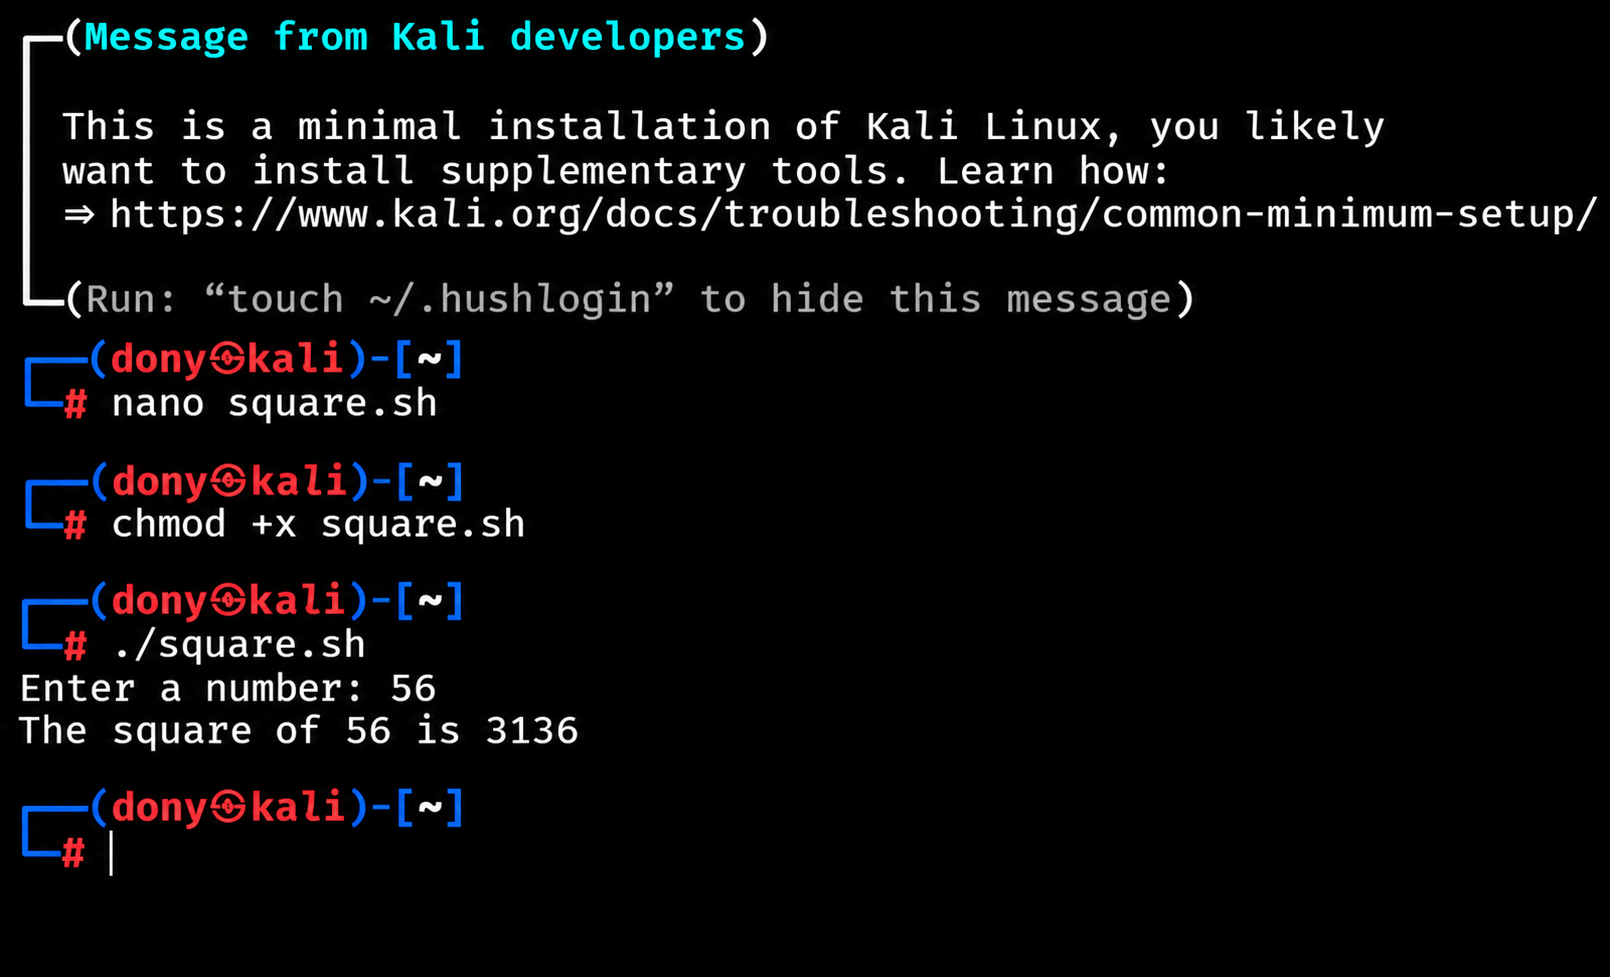 (Message from Kali developers)
This is a minimal installation of Kali Linux, you likely
want to install supplementary tools. Learn how:
⇒ https://www.kali.org/docs/troubleshooting/common-minimum-setup/
(Run: “touch ~/.hushlogin” to hide this message)
(dony㉿kali)-[~]
# nano square.sh
(dony㉿kali)-[~]
# chmod +x square.sh
(dony㉿kali)-[~]
# ./square.sh
Enter a number: 56
The square of 56 is 3136
(dony㉿kali)-[~]
#